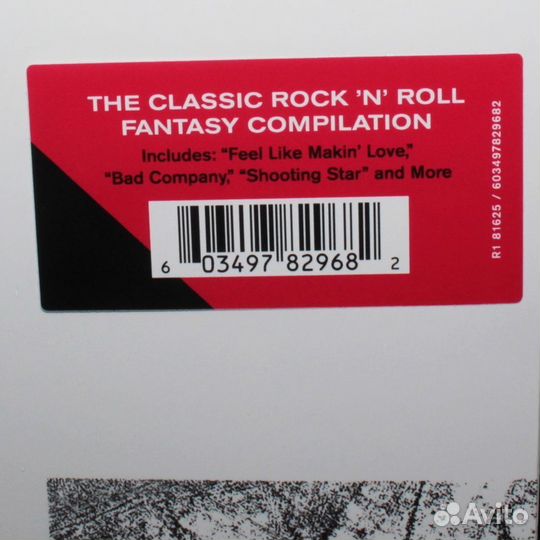 THE CLASSIC ROCK 'N' ROLL
FANTASY COMPILATION
Includes: "Feel Like Makin' Love,"
"Bad Company," "Shooting Star" and More
6 03497 82968 2
R1 81625 / 603497829682
Avito